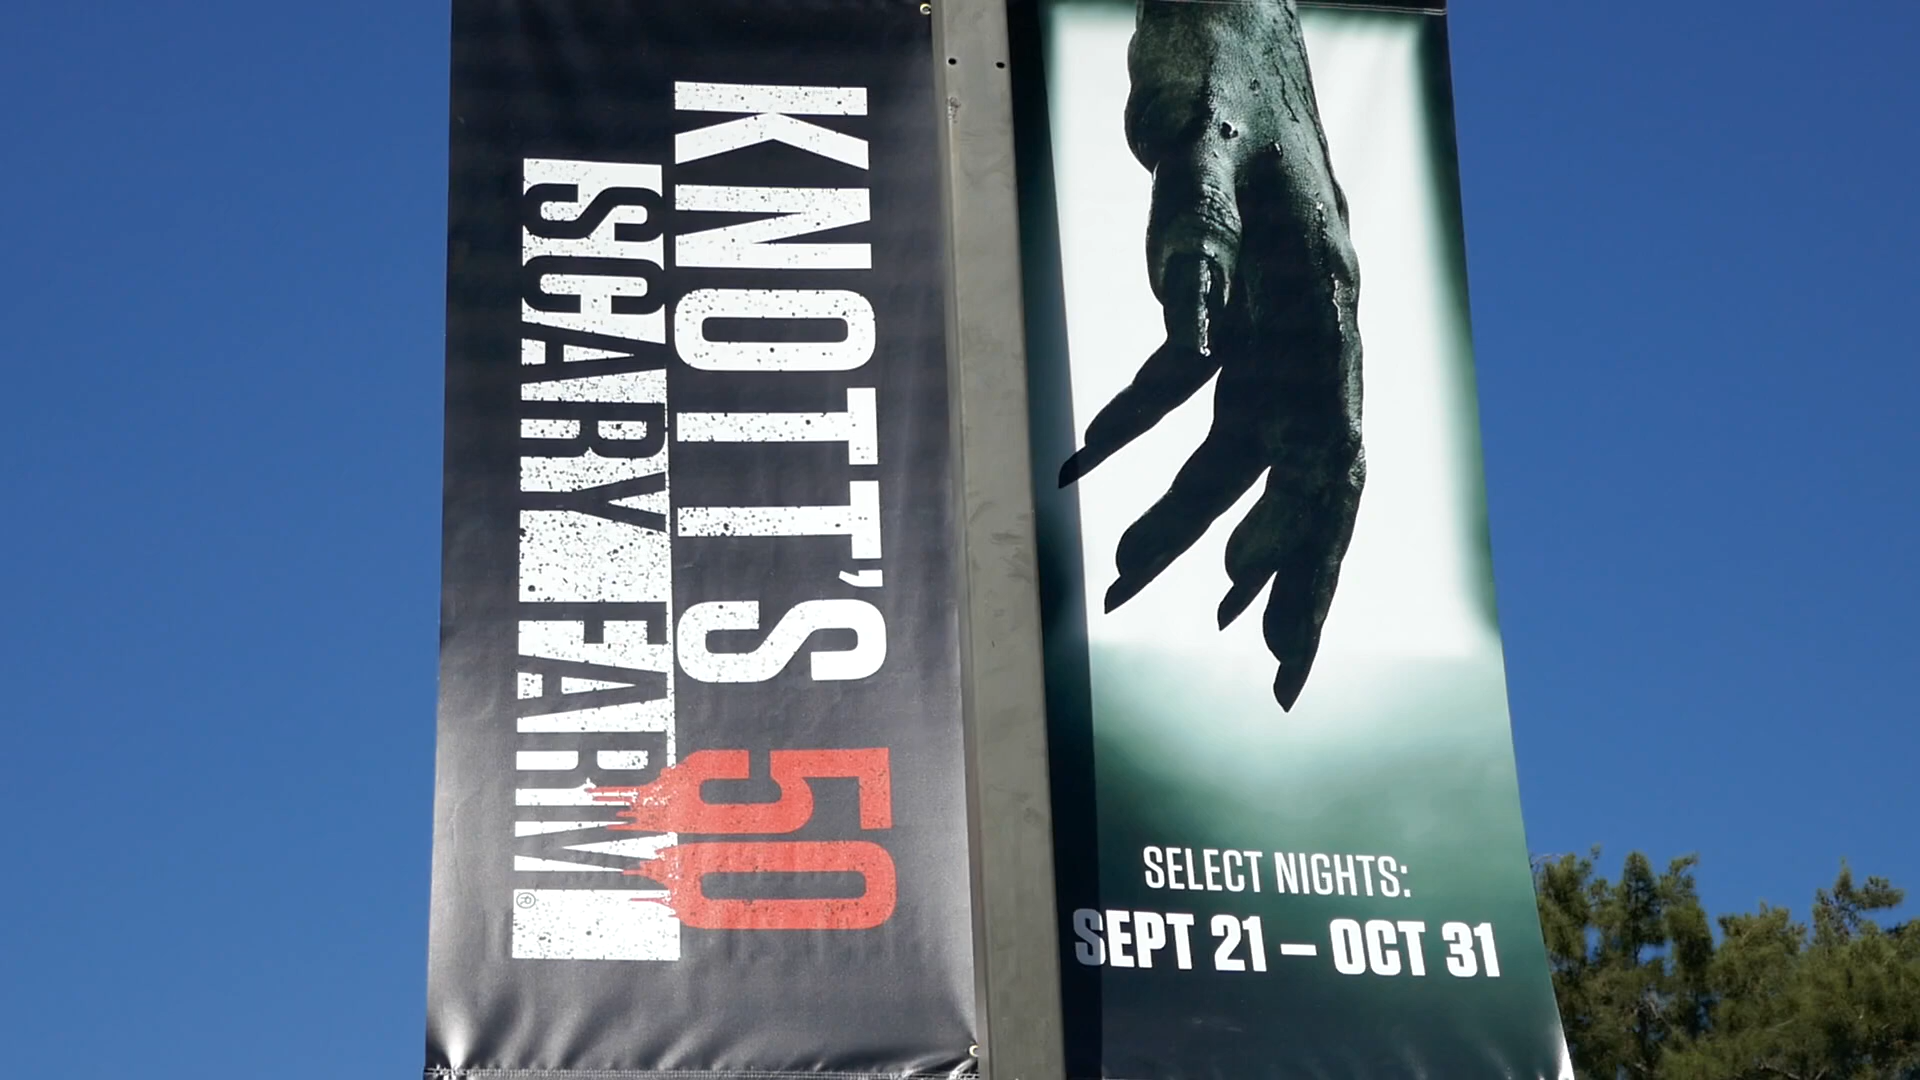 KNOTT'S 50
SCARY FARM®
SELECT NIGHTS:
SEPT 21 – OCT 31